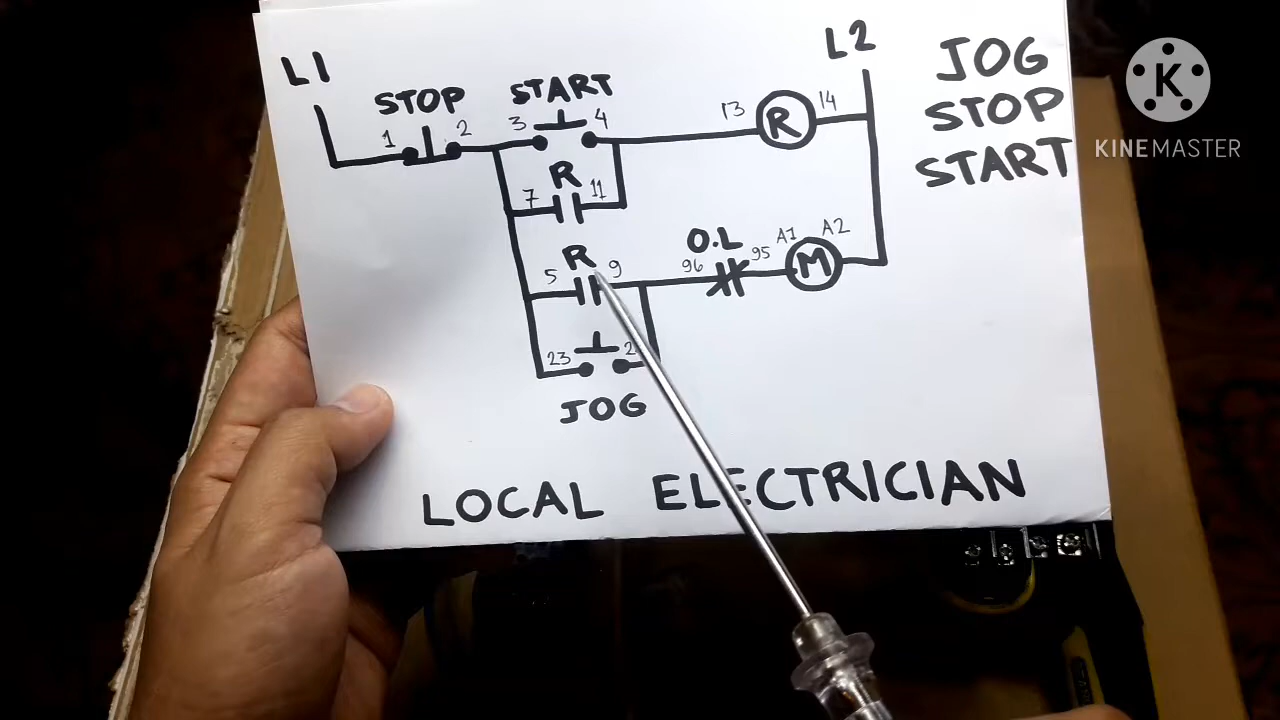 L1
L2
JOG
STOP
START
STOP
START
1
2
3
4
13
R
14
R
7
11
R
5
9
O.L
96
95
A1
A2
M
23
2
JOG
LOCAL ELECTRICIAN
K
KINEMASTER